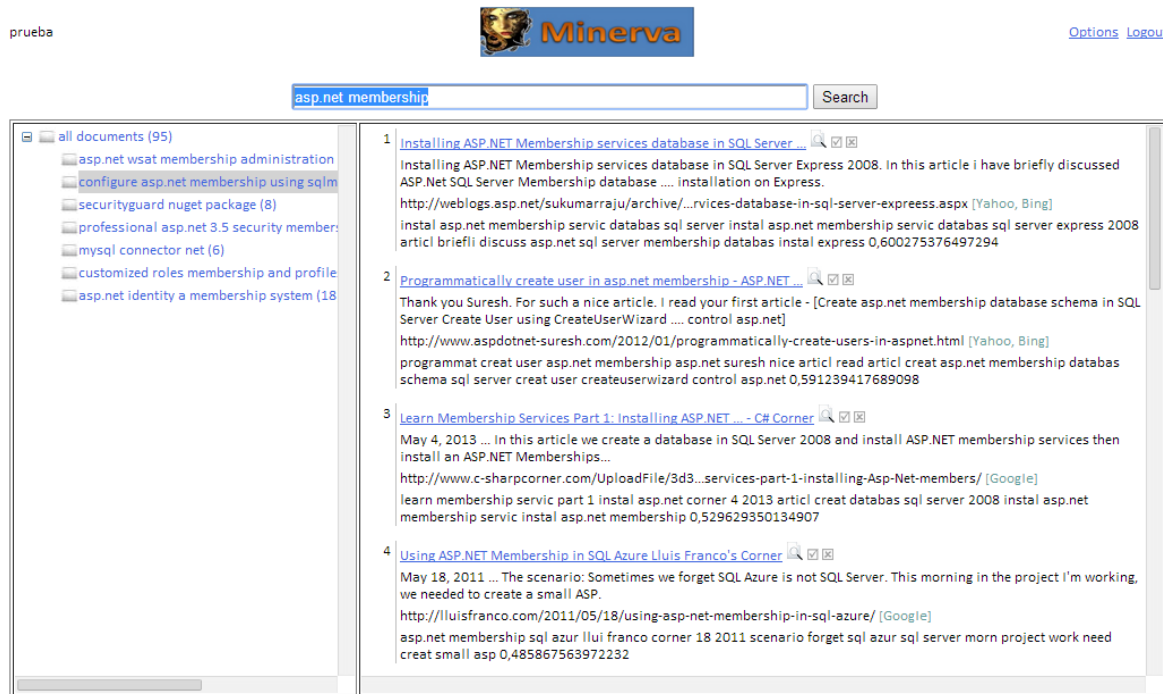 prueba
Minerva
Options Logou
asp.net membership
Search
all documents (95)
asp.net wsat membership administration
configure asp.net membership using sqlm
securityguard nuget package (8)
professional asp.net 3.5 security members
mysql connector net (6)
customized roles membership and profile
asp.net identity a membership system (18
1 Installing ASP.NET Membership services database in SQL Server ...
Installing ASP.NET Membership services database in SQL Server Express 2008. In this article i have briefly discussed
ASP.Net SQL Server Membership database .... installation on Express.
http://weblogs.asp.net/sukumarraju/archive/...rvices-database-in-sql-server-expreess.aspx [Yahoo, Bing]
instal asp.net membership servic databas sql server instal asp.net membership servic databas sql server express 2008
articl briefli discuss asp.net sql server membership databas instal express 0,600275376497294
2 Programmatically create user in asp.net membership - ASP.NET ...
Thank you Suresh. For such a nice article. I read your first article - [Create asp.net membership database schema in SQL
Server Create User using CreateUserWizard .... control asp.net]
http://www.aspdotnet-suresh.com/2012/01/programmatically-create-users-in-aspnet.html [Yahoo, Bing]
programmat creat user asp.net membership asp.net suresh nice articl read articl creat asp.net membership databas
schema sql server creat user createuserwizard control asp.net 0,591239417689098
3 Learn Membership Services Part 1: Installing ASP.NET ... - C# Corner
May 4, 2013 ... In this article we create a database in SQL Server 2008 and install ASP.NET membership services then
install an ASP.NET Memberships...
http://www.c-sharpcorner.com/UploadFile/3d3...services-part-1-installing-Asp-Net-members/ [Google]
learn membership servic part 1 instal asp.net corner 4 2013 articl creat databas sql server 2008 instal asp.net
membership servic instal asp.net membership 0,529629350134907
4 Using ASP.NET Membership in SQL Azure Lluis Franco's Corner
May 18, 2011 ... The scenario: Sometimes we forget SQL Azure is not SQL Server. This morning in the project I'm working,
we needed to create a small ASP.
http://lluisfranco.com/2011/05/18/using-asp-net-membership-in-sql-azure/ [Google]
asp.net membership sql azur llui franco corner 18 2011 scenario forget sql azur sql server morn project work need
creat small asp 0,485867563972232